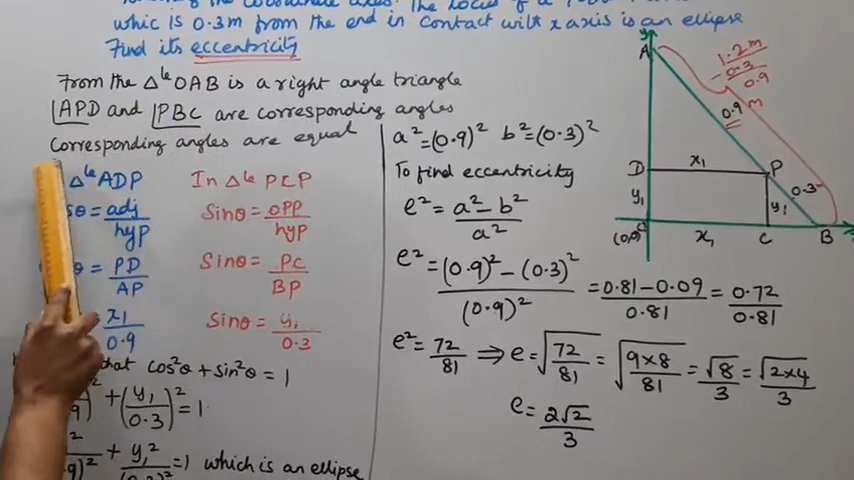 whic is 0.3m from the end in contact wilt x axis is an ellipse
Find its eccentricity
From the Δle OAB is a right angle triangle
∟APD and ∟PBC are corresponding angles
Corresponding angles are equal
Δle ADP
= adj/hyp
= PD/AP
x₁/0.9
In Δle PCP
Sinθ = OPP/hyp
Sinθ = PC/BP
Sinθ = y₁/0.3
that cos²θ + sin²θ = 1
+ (y₁/0.3)² = 1
+ y₁²/(0.3)² = 1 which is an ellipse
a² = (0.9)² b² = (0.3)²
To find eccentricity
e² = a² - b²/a²
e² = (0.9)² - (0.3)²/(0.9)² = 0.81 - 0.09/0.81 = 0.72/0.81
e² = 72/81 ⇒ e = √72/81 = √9×8/81 = √8/3 = √2×4/3
e = 2√2/3
y
A
1.2 m
- 0.3
0.9
0.9 m
D
x₁
P
y₁
y₁
0.3
x₁
C
B